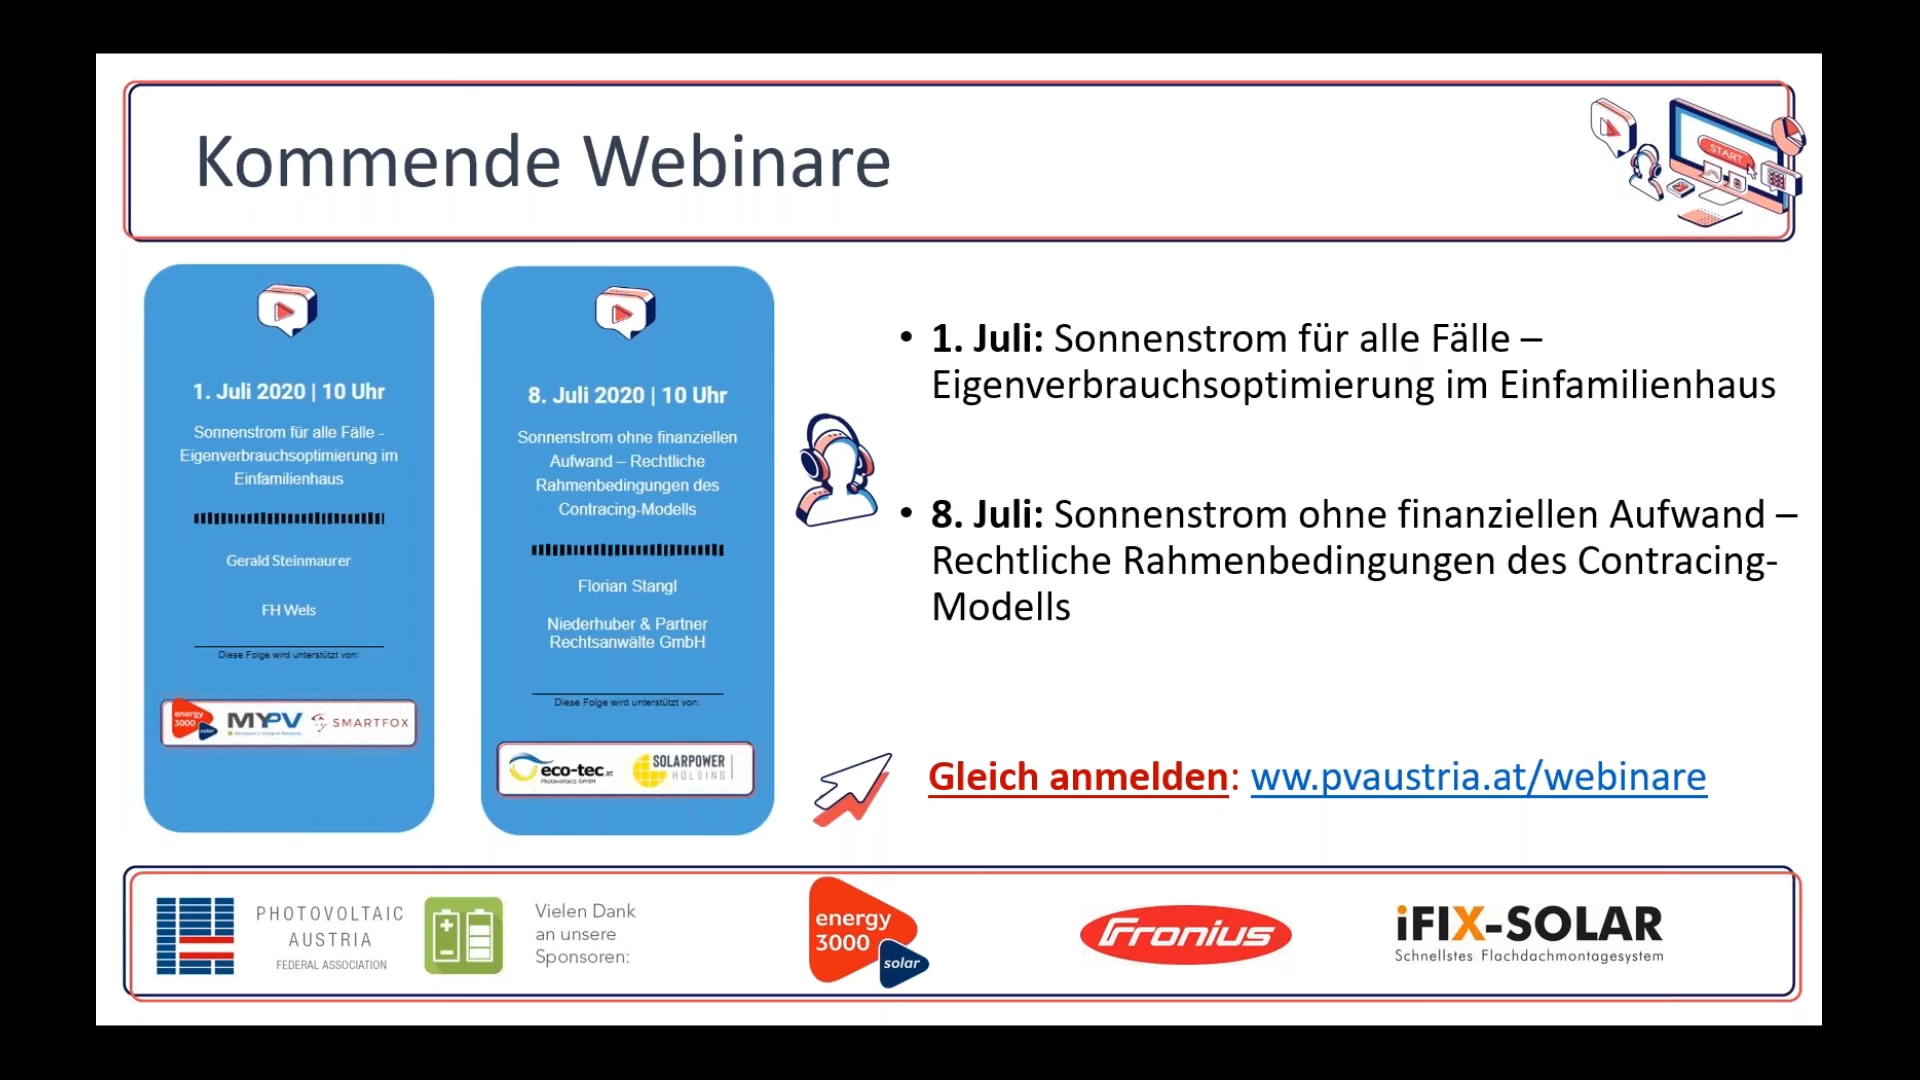 Kommende Webinare
START
1. Juli 2020 | 10 Uhr
Sonnenstrom für alle Fälle -
Eigenverbrauchsoptimierung im
Einfamilienhaus
Gerald Steinmaurer
FH Wels
Diese Folge wird unterstützt von:
energy
3000
solar
MYPV
SMARTFOX
8. Juli 2020 | 10 Uhr
Sonnenstrom ohne finanziellen
Aufwand – Rechtliche
Rahmenbedingungen des
Contracing-Modells
Florian Stangl
Niederhuber & Partner
Rechtsanwälte GmbH
Diese Folge wird unterstützt von:
eco-tec.at
Photovoltaics GmbH
SOLARPOWER
HOLDING
• 1. Juli: Sonnenstrom für alle Fälle –
Eigenverbrauchsoptimierung im Einfamilienhaus
• 8. Juli: Sonnenstrom ohne finanziellen Aufwand –
Rechtliche Rahmenbedingungen des Contracing-
Modells
Gleich anmelden: ww.pvaustria.at/webinare
PHOTOVOLTAIC
AUSTRIA
FEDERAL ASSOCIATION
Vielen Dank
an unsere
Sponsoren:
energy
3000
solar
Fronius
iFIX-SOLAR
Schnellstes Flachdachmontagesystem